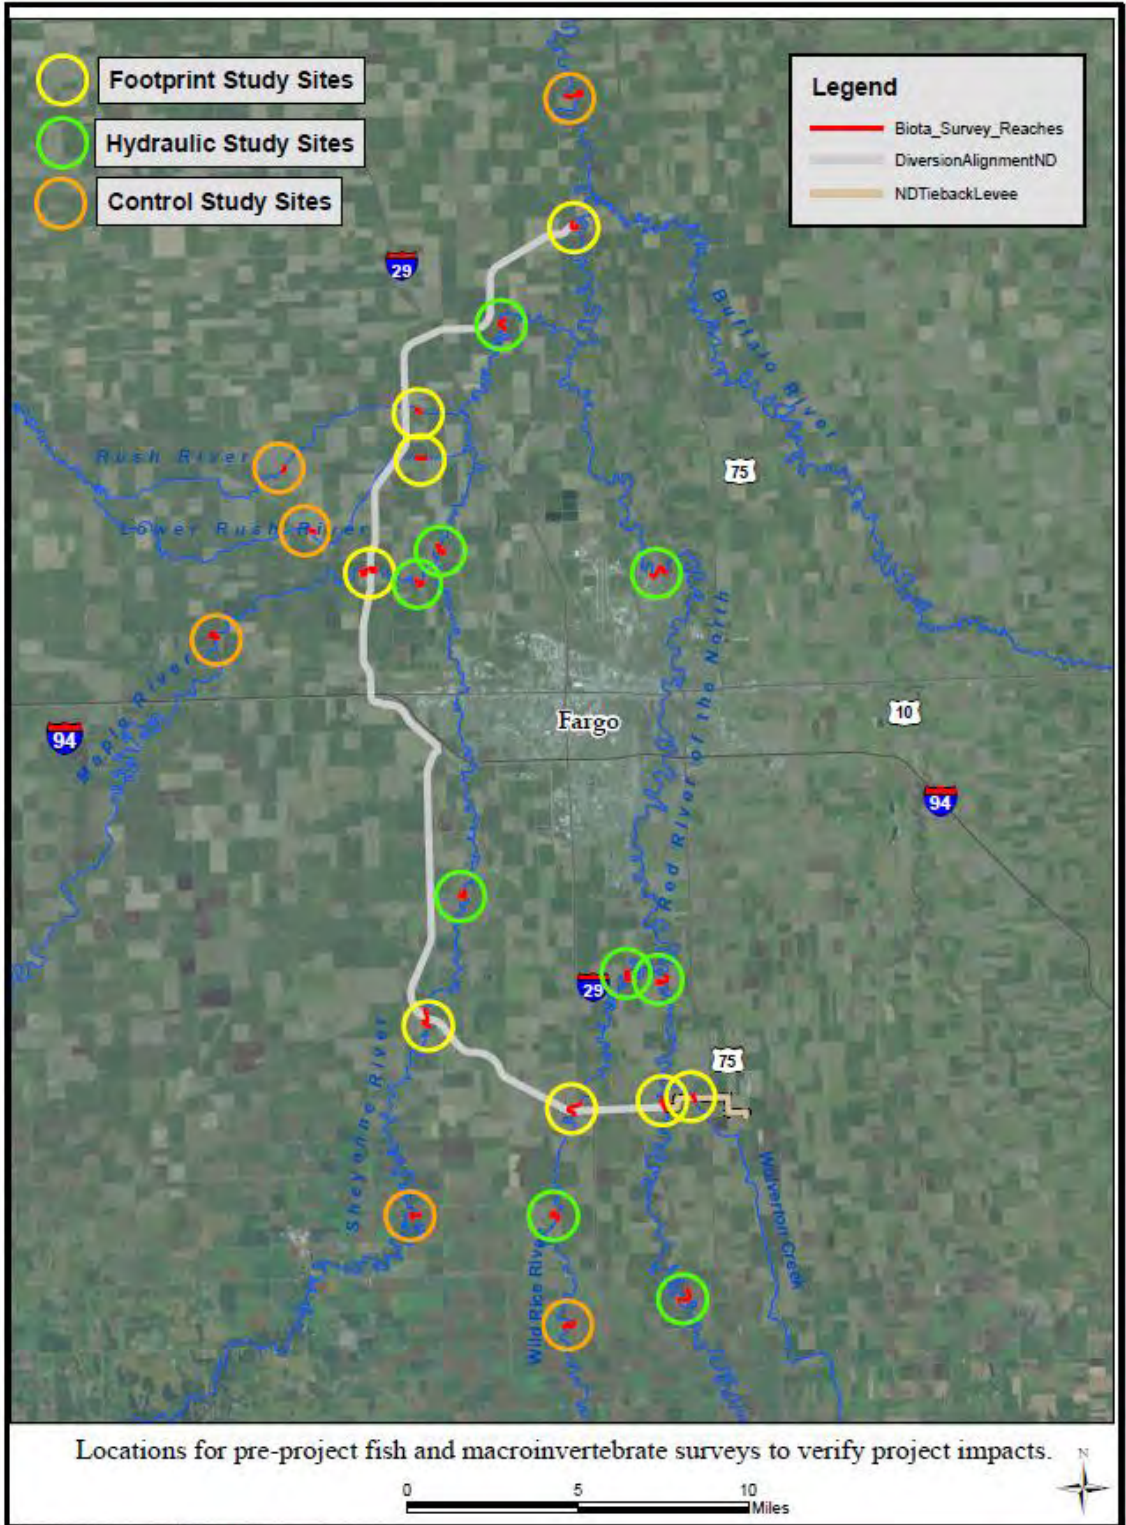 Footprint Study Sites
Hydraulic Study Sites
Control Study Sites
Legend
Biota_Survey_Reaches
DiversionAlignmentND
NDTiebackLevee
29
Buffalo River
Rush River
75
Lower Rush River
Maple River
Red River of the North
94
Fargo
10
94
29
75
Sheyenne River
Wolverton Creek
Wild Rice River
Locations for pre-project fish and macroinvertebrate surveys to verify project impacts.
N
0 5 10
Miles